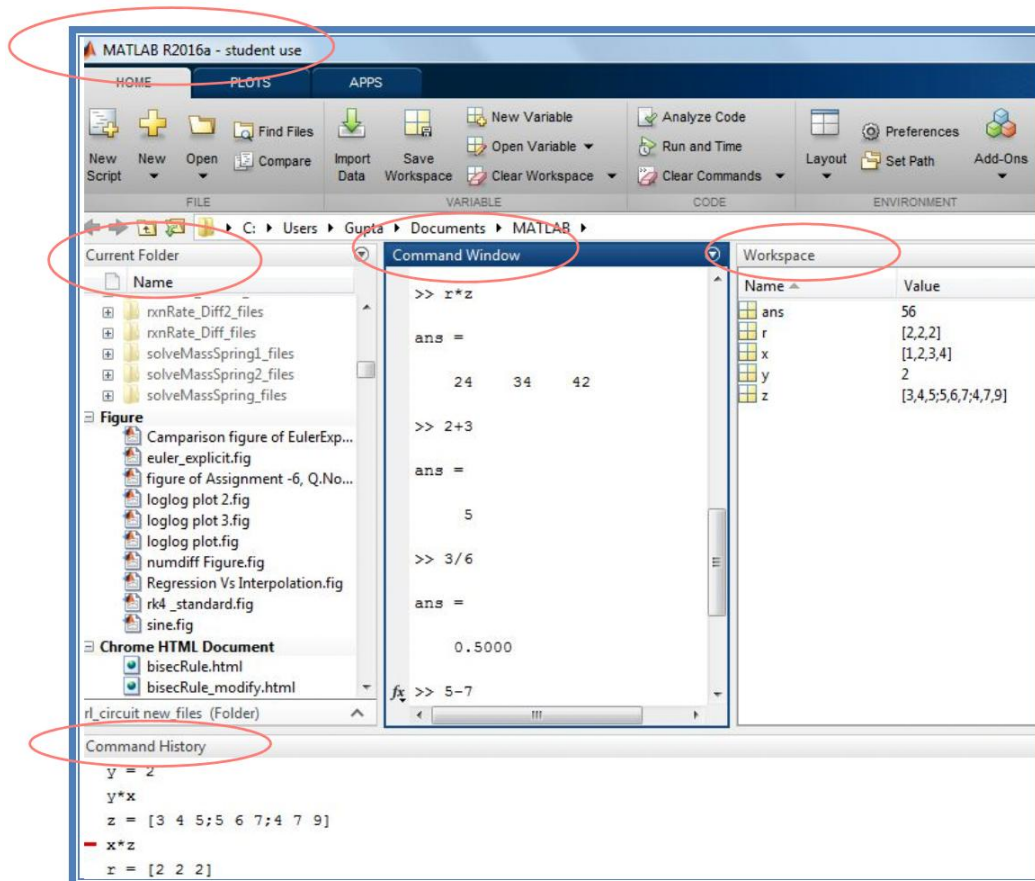 MATLAB R2016a - student use
HOME PLOTS APPS
New Script
New
Open
Find Files
Compare
FILE
Import Data
Save Workspace
New Variable
Open Variable
Clear Workspace
VARIABLE
Analyze Code
Run and Time
Clear Commands
CODE
Layout
Preferences
Set Path
Add-Ons
ENVIRONMENT
C: Users Gupta Documents MATLAB
Current Folder
Name
rxnRate_Diff2_files
rxnRate_Diff_files
solveMassSpring1_files
solveMassSpring2_files
solveMassSpring_files
Figure
Camparison figure of EulerExp...
euler_explicit.fig
figure of Assignment -6, Q.No...
loglog plot 2.fig
loglog plot 3.fig
loglog plot.fig
numdiff Figure.fig
Regression Vs Interpolation.fig
rk4 _standard.fig
sine.fig
Chrome HTML Document
bisecRule.html
bisecRule_modify.html
rl_circuit new_files (Folder)
Command Window
>> r*z
ans =
24 34 42
>> 2+3
ans =
5
>> 3/6
ans =
0.5000
fx >> 5-7
Workspace
Name Value
ans 56
r [2,2,2]
x [1,2,3,4]
y 2
z [3,4,5;5,6,7;4,7,9]
Command History
y = 2
y*x
z = [3 4 5;5 6 7;4 7 9]
x*z
r = [2 2 2]